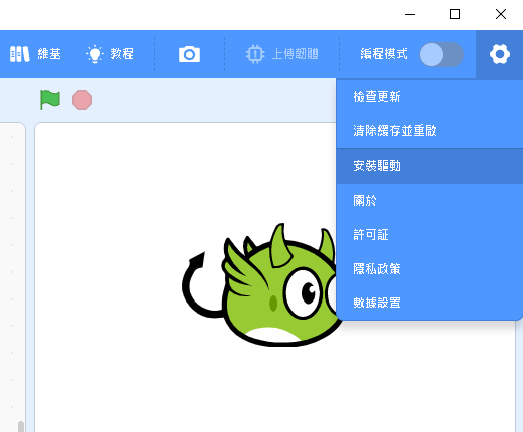 維基
教程
上傳韌體
編程模式
檢查更新
清除緩存並重啟
安裝驅動
關於
許可証
隱私政策
數據設置